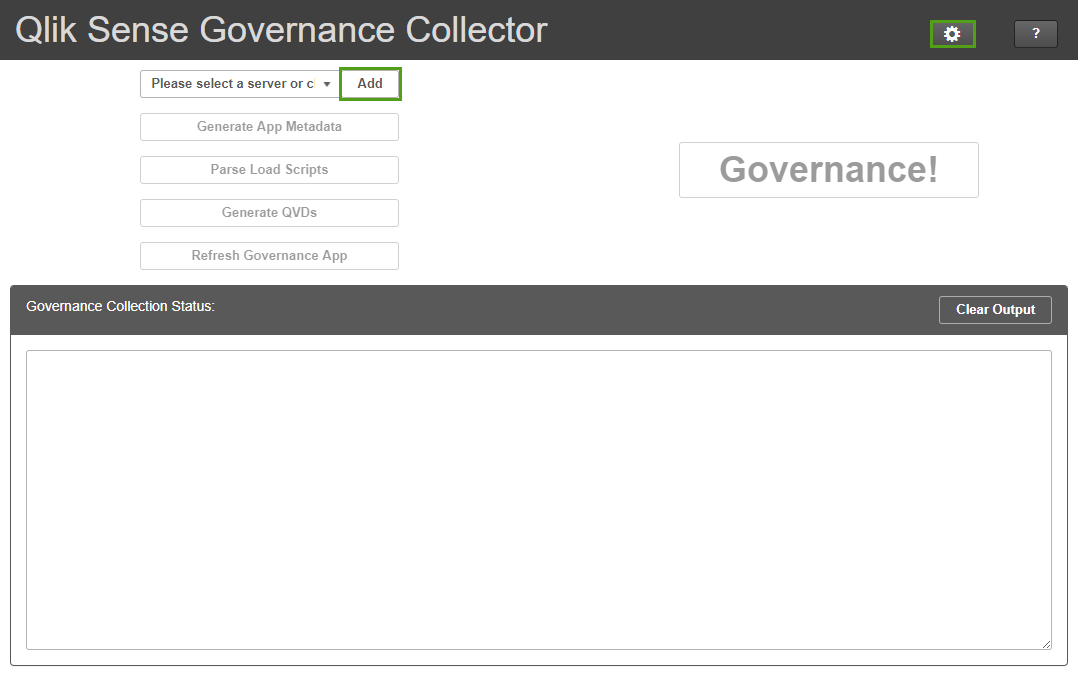 Qlik Sense Governance Collector
?
Please select a server or c
Add
Generate App Metadata
Parse Load Scripts
Generate QVDs
Refresh Governance App
Governance!
Governance Collection Status:
Clear Output